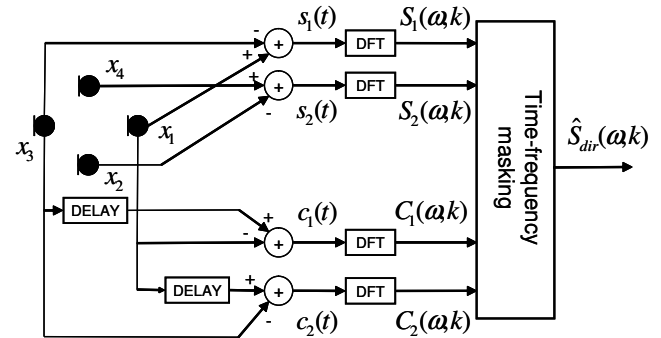 s₁(t) S₁(ω,k)
- + DFT
+
x₄ + + DFT
- s₂(t) S₂(ω,k)
x₃ x₁
x₂
Time-frequency masking
Ŝdir(ω,k)
DELAY + c₁(t) C₁(ω,k)
- + DFT
DELAY + + DFT
- c₂(t) C₂(ω,k)